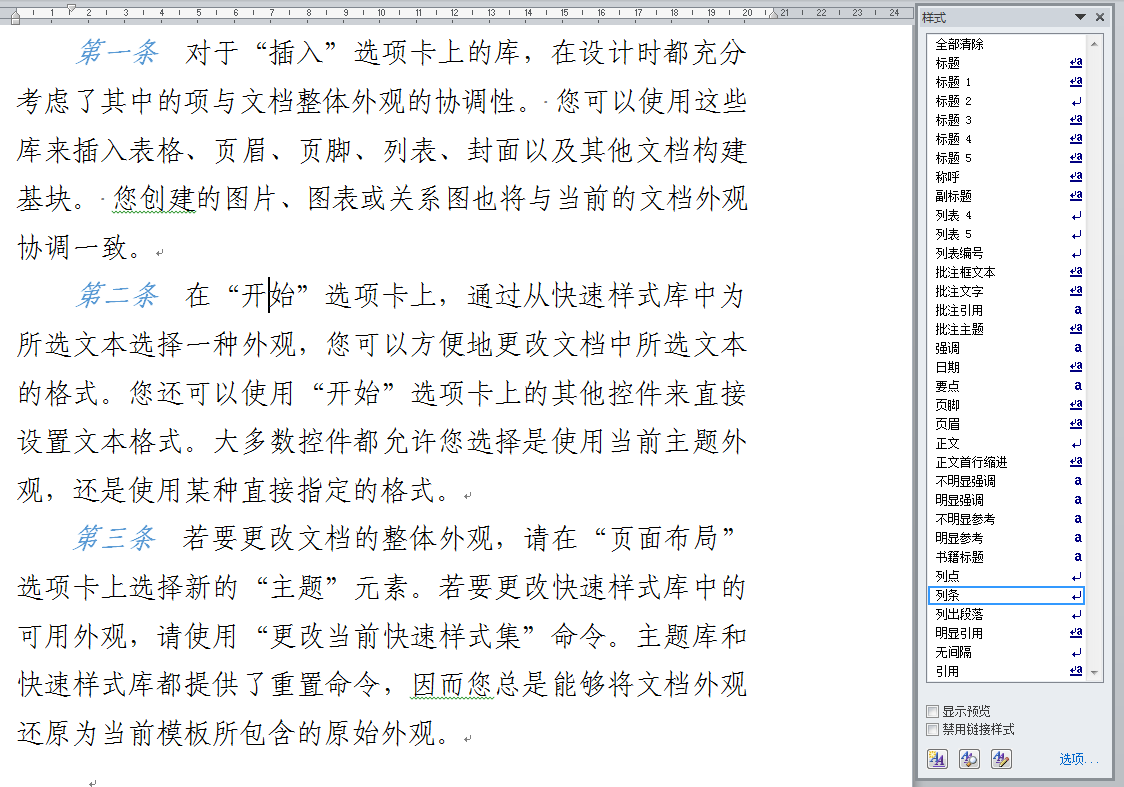 1 2 3 4 5 6 7 8 9 10 11 12 13 14 15 16 17 18 19 20 21 22 23 24
第一条 对于“插入”选项卡上的库，在设计时都充分
考虑了其中的项与文档整体外观的协调性。·您可以使用这些
库来插入表格、页眉、页脚、列表、封面以及其他文档构建
基块。·您创建的图片、图表或关系图也将与当前的文档外观
协调一致。
第二条 在“开始”选项卡上，通过从快速样式库中为
所选文本选择一种外观，您可以方便地更改文档中所选文本
的格式。您还可以使用“开始”选项卡上的其他控件来直接
设置文本格式。大多数控件都允许您选择是使用当前主题外
观，还是使用某种直接指定的格式。
第三条 若要更改文档的整体外观，请在“页面布局”
选项卡上选择新的“主题”元素。若要更改快速样式库中的
可用外观，请使用“更改当前快速样式集”命令。主题库和
快速样式库都提供了重置命令，因而您总是能够将文档外观
还原为当前模板所包含的原始外观。
样式
全部清除
标题
标题 1
标题 2
标题 3
标题 4
标题 5
称呼
副标题
列表 4
列表 5
列表编号
批注框文本
批注文字
批注引用
批注主题
强调
日期
要点
页脚
页眉
正文
正文首行缩进
不明显强调
明显强调
不明显参考
明显参考
书籍标题
列点
列条
列出段落
明显引用
无间隔
引用
显示预览
禁用链接样式
选项...